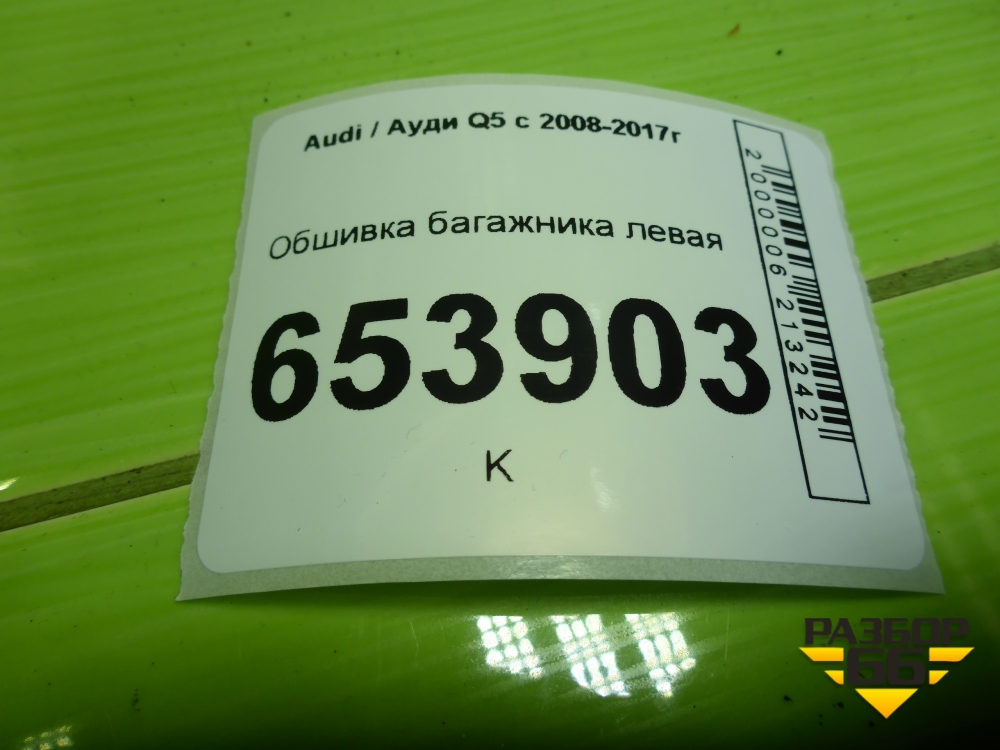 Audi / Ауди Q5 с 2008-2017г
Обшивка багажника левая
653903
К
2000006213242
РАЗБОР
66